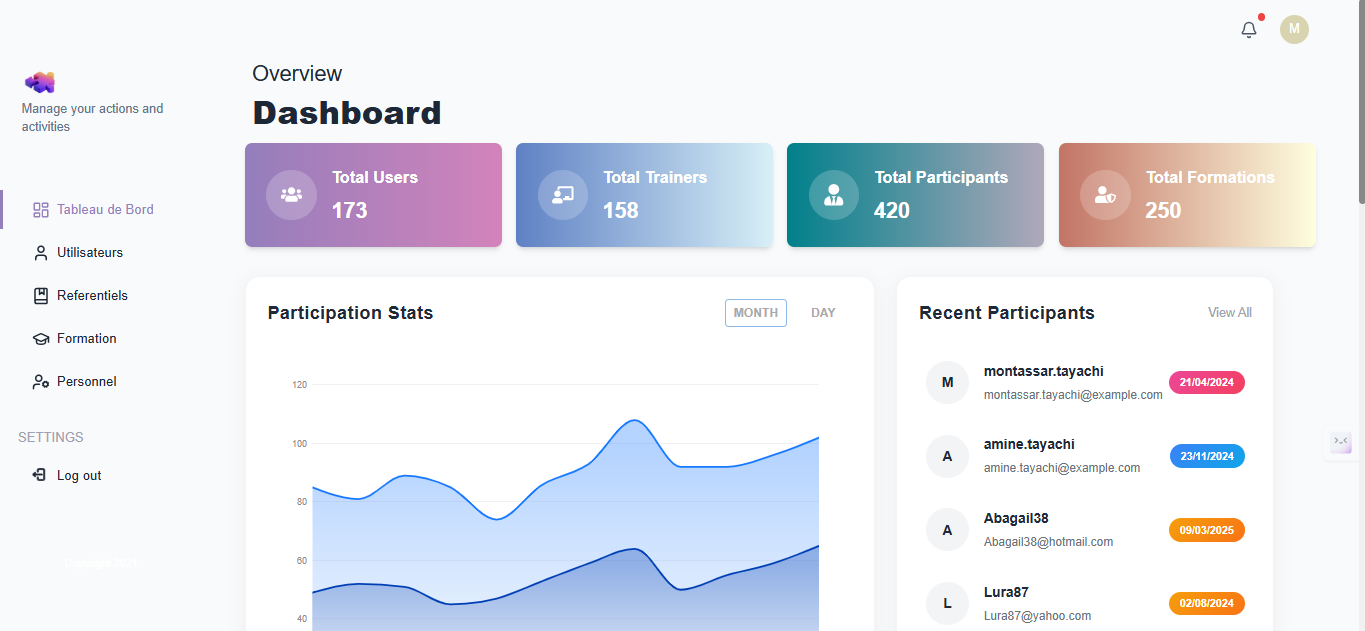 M
Manage your actions and
activities
Tableau de Bord
Utilisateurs
Referentiels
Formation
Personnel
SETTINGS
Log out
Overview
Dashboard
Total Users
173
Total Trainers
158
Total Participants
420
Total Formations
250
Participation Stats
MONTH
DAY
120
100
80
60
40
Recent Participants
View All
M
montassar.tayachi
montassar.tayachi@example.com
21/04/2024
A
amine.tayachi
amine.tayachi@example.com
23/11/2024
A
Abagail38
Abagail38@hotmail.com
09/03/2025
L
Lura87
Lura87@yahoo.com
02/08/2024